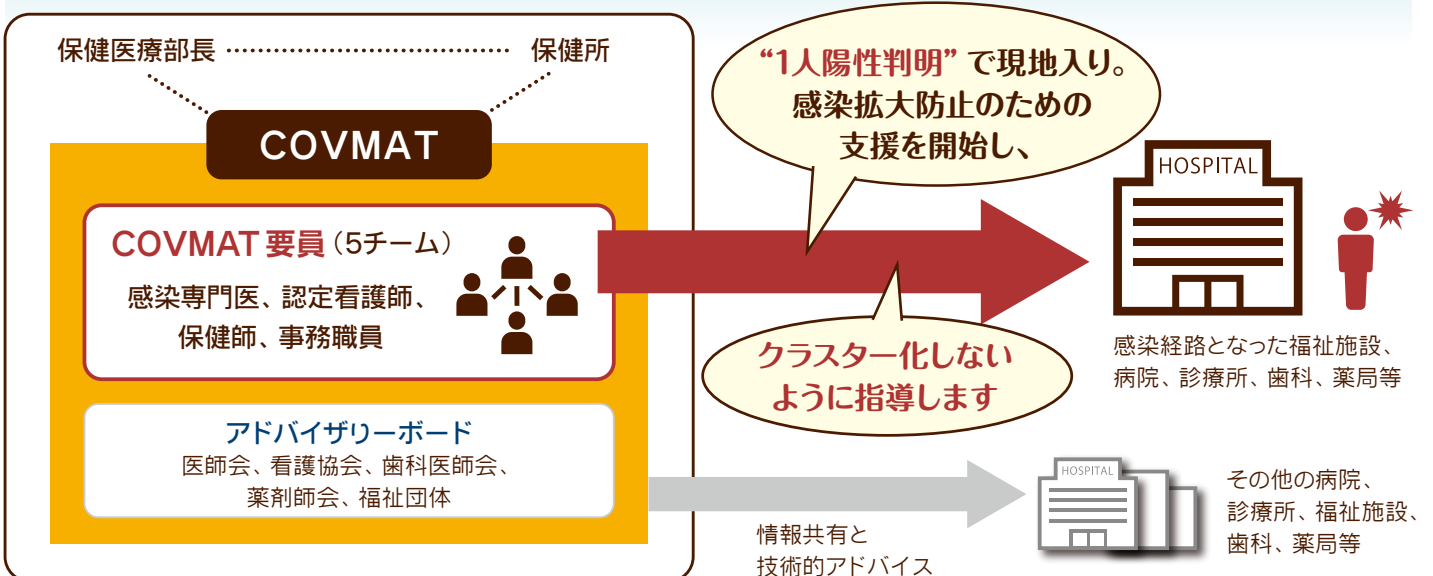 保健医療部長
保健所
COVMAT
COVMAT 要員（5チーム）
感染専門医、認定看護師、
保健師、事務職員
アドバイザリーボード
医師会、看護協会、歯科医師会、
薬剤師会、福祉団体
“1人陽性判明”で現地入り。
感染拡大防止のための
支援を開始し、
クラスター化しない
ように指導します
HOSPITAL
感染経路となった福祉施設、
病院、診療所、歯科、薬局等
情報共有と
技術的アドバイス
HOSPITAL
その他の病院、
診療所、福祉施設、
歯科、薬局等